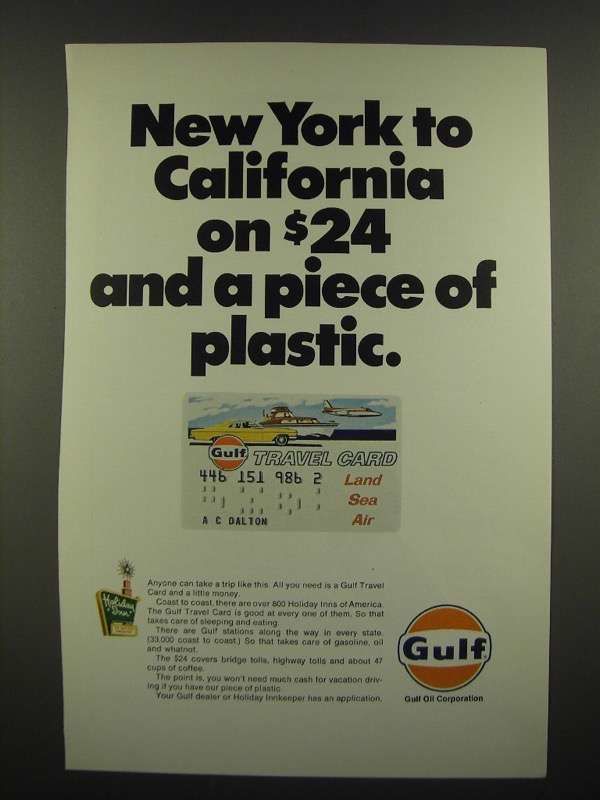 New York to
California
on $24
and a piece of
plastic.
Gulf
TRAVEL CARD
446 151 986 2
Land
Sea
Air
A C DALTON
Holiday
Inn
Anyone can take a trip like this. All you need is a Gulf Travel
Card and a little money.
Coast to coast, there are over 800 Holiday Inns of America.
The Gulf Travel Card is good at every one of them. So that
takes care of sleeping and eating.
There are Gulf stations along the way in every state.
(33,000 coast to coast.) So that takes care of gasoline, oil
and whatnot.
The $24 covers bridge tolls, highway tolls and about 47
cups of coffee.
The point is, you won't need much cash for vacation driv-
ing if you have our piece of plastic.
Your Gulf dealer or Holiday Innkeeper has an application.
Gulf
Gulf Oil Corporation